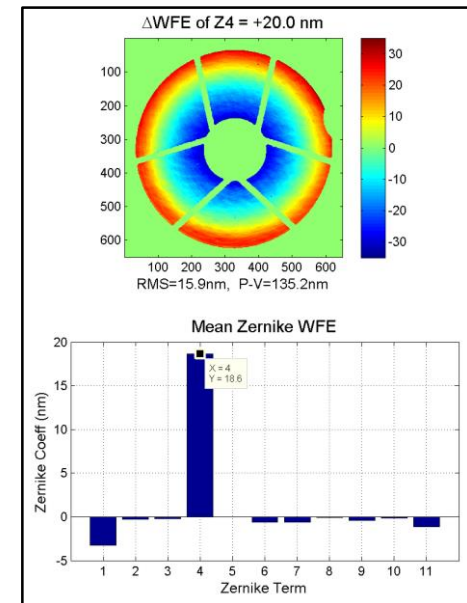 ΔWFE of Z4 = +20.0 nm
0
100
200
300
400
500
600
100 200 300 400 500 600
30
20
10
0
-10
-20
-30
RMS=15.9nm, P-V=135.2nm
Mean Zernike WFE
Zernike Coeff (nm)
20
15
10
5
0
-5
X = 4
Y = 18.6
1 2 3 4 5 6 7 8 9 10 11
Zernike Term